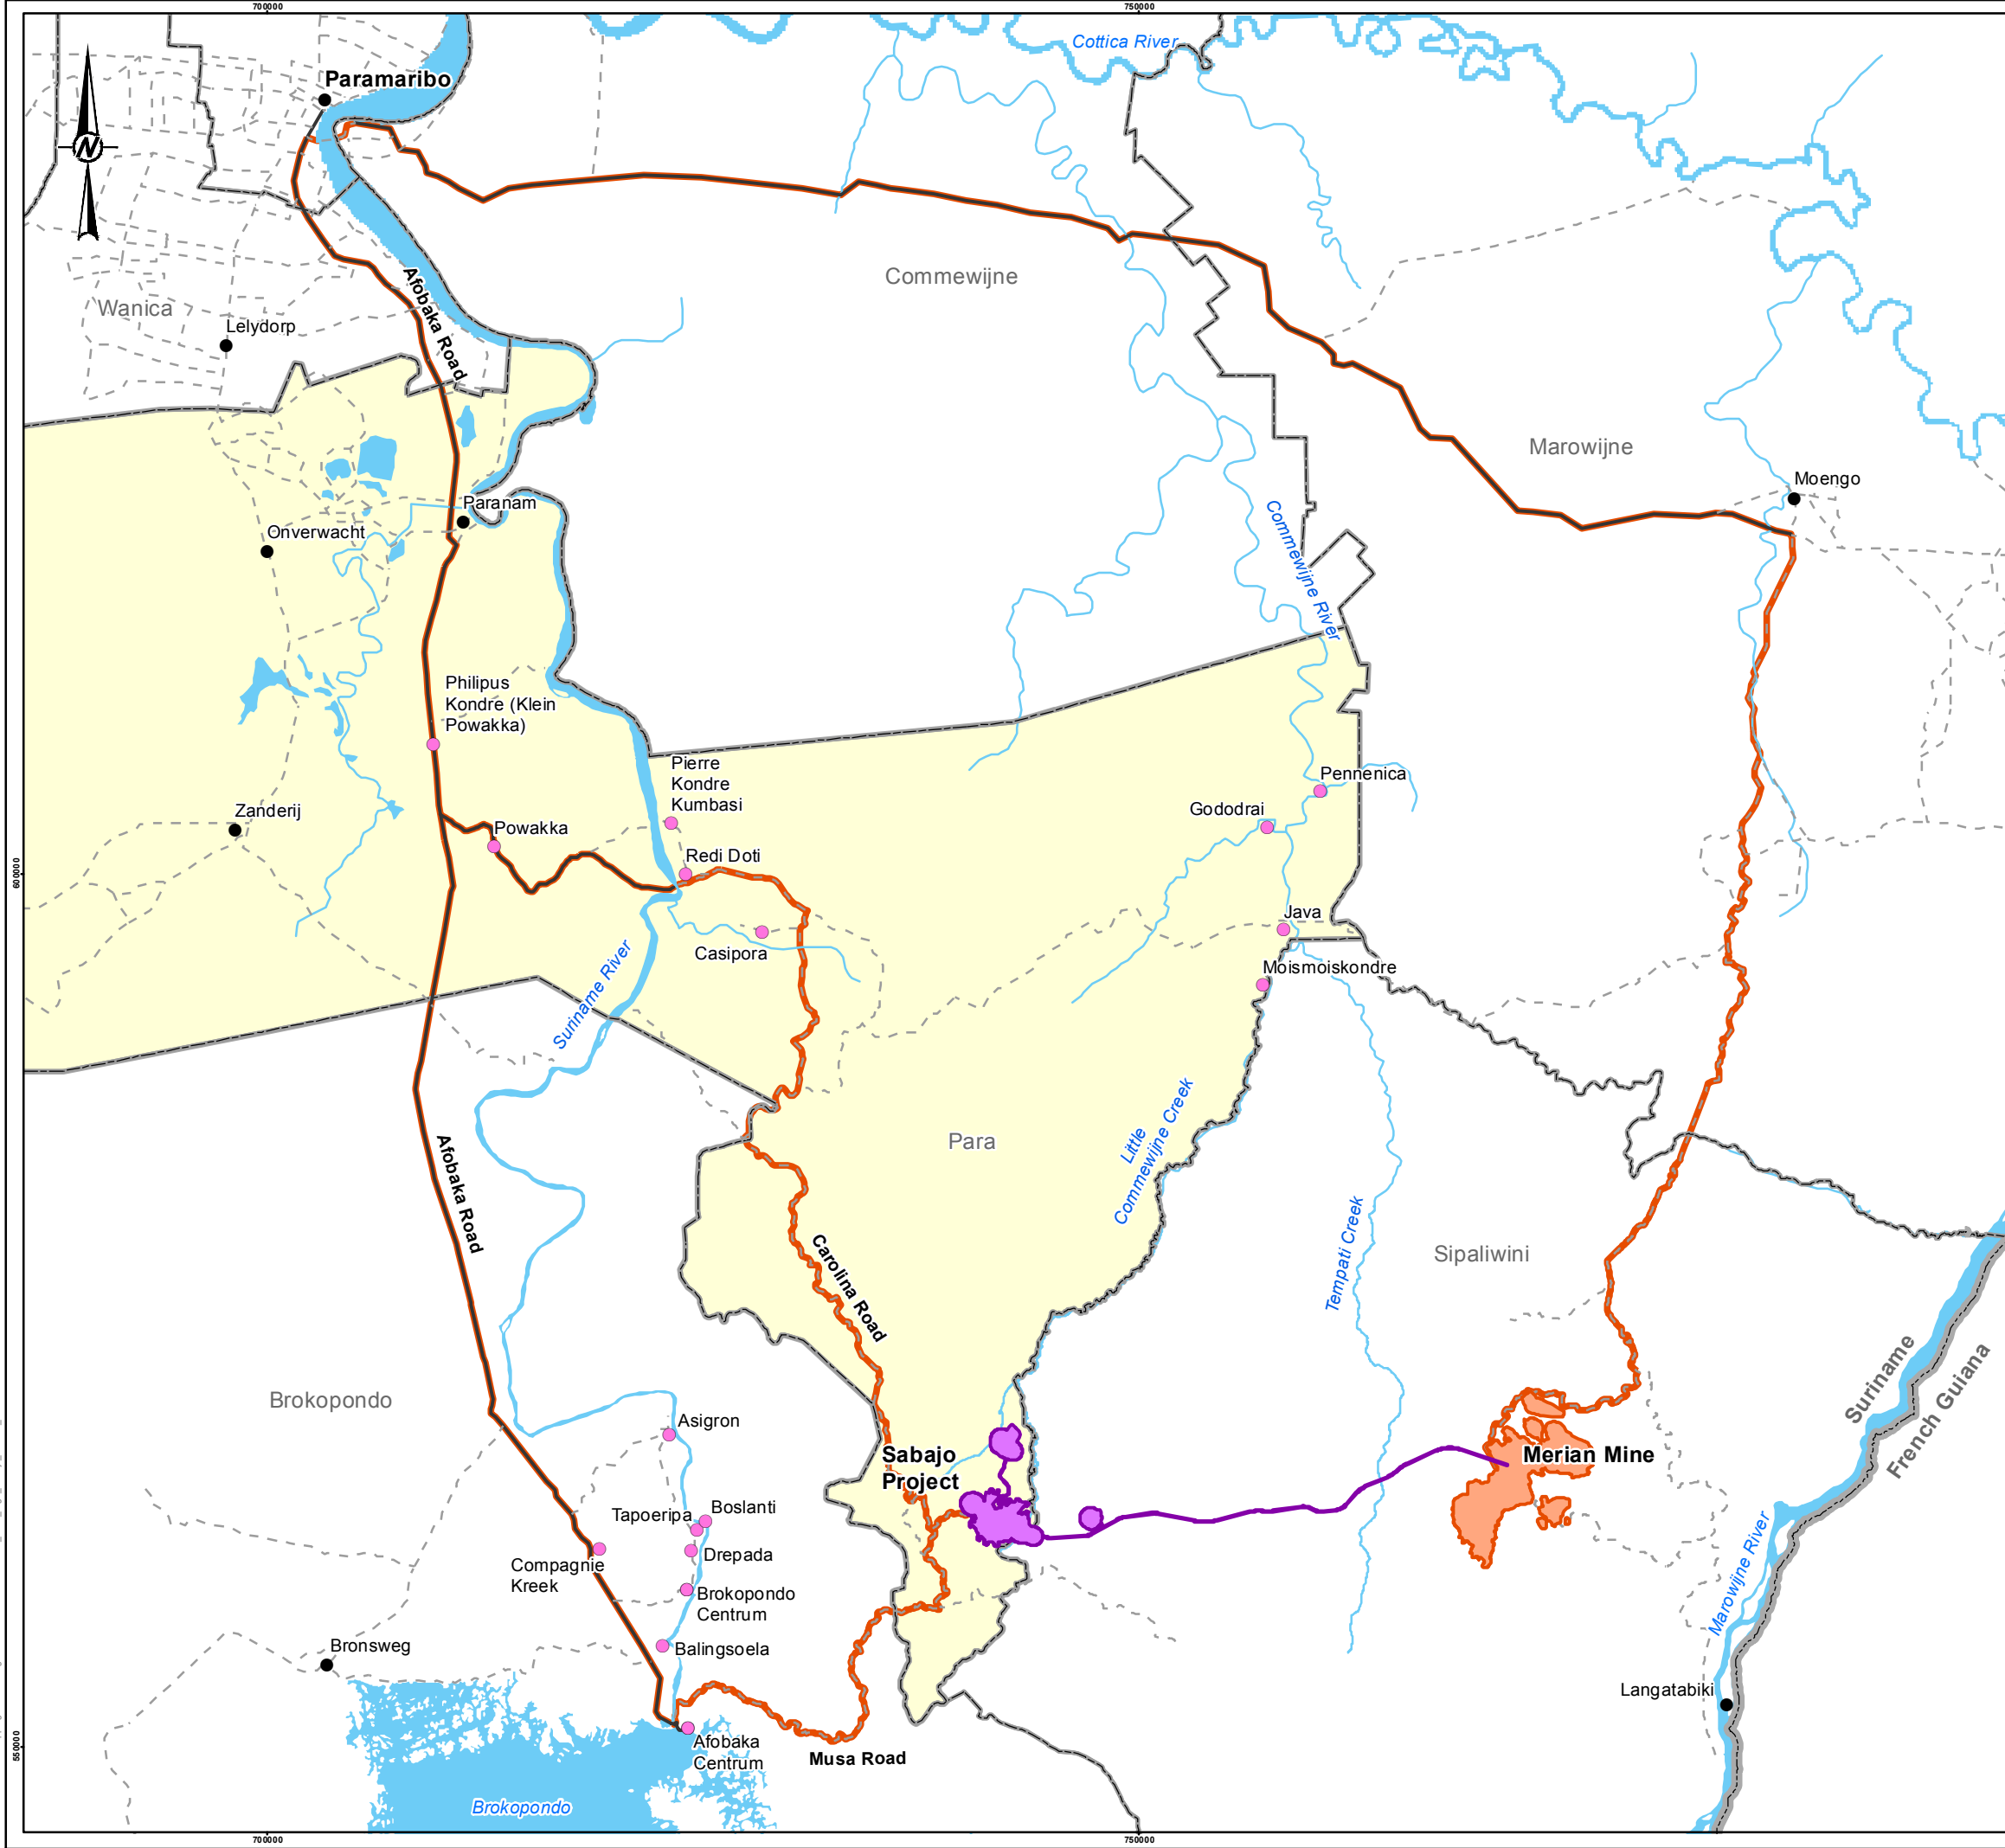 700000
750000
Cottica River
Paramaribo
N
Commewijne
Afobaka Road
Wanica
Lelydorp
Marowijne
Moengo
Paranam
Onverwacht
Commewijne River
Philipus
Kondre (Klein
Powakka)
Pierre
Kondre
Kumbasi
Pennenica
Gododrai
Zanderij
Powakka
Redi Doti
600000
Java
Casipora
Moismoiskondre
Suriname River
Para
Little
Commewijne Creek
Afobaka Road
Tempati Creek
Sipaliwini
Carolina Road
Suriname
French Guiana
Brokopondo
Asigron
Sabajo
Project
Merian Mine
Boslanti
Tapoeripa
Drepada
Compagnie
Kreek
Brokopondo
Centrum
Marowijne River
Bronsweg
Balingsoela
Langatabiki
Afobaka
Centrum
Musa Road
550000
Brokopondo
700000
750000